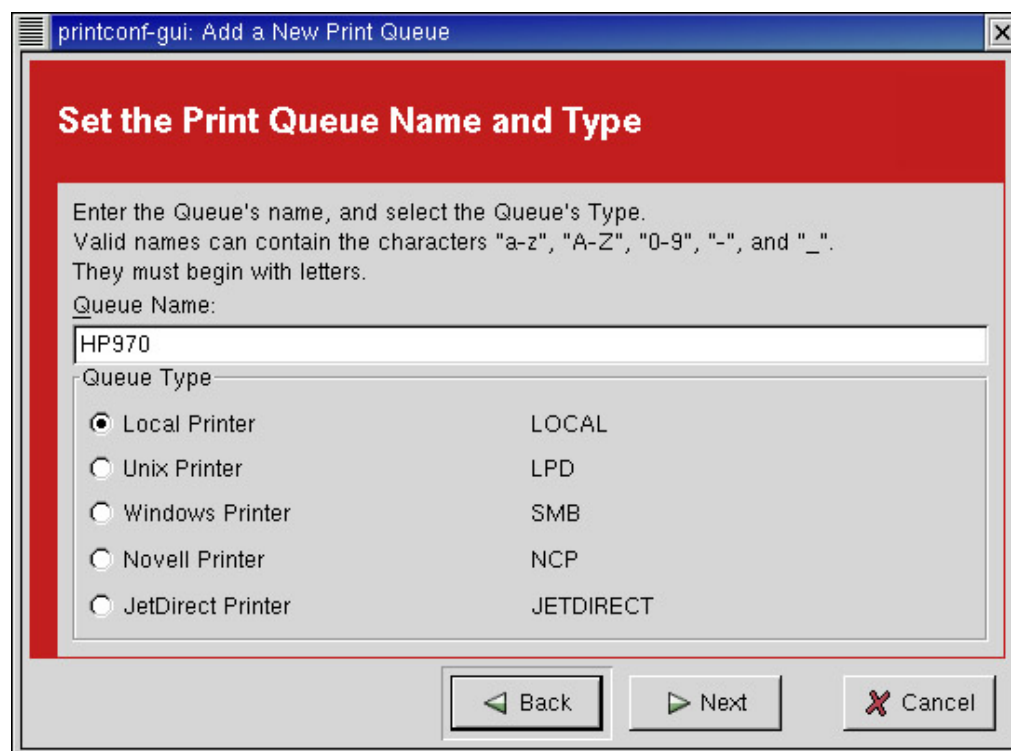 printconf-gui: Add a New Print Queue
Set the Print Queue Name and Type
Enter the Queue's name, and select the Queue's Type.
Valid names can contain the characters "a-z", "A-Z", "0-9", "-", and "_".
They must begin with letters.
Queue Name:
HP970
Queue Type
Local Printer LOCAL
Unix Printer LPD
Windows Printer SMB
Novell Printer NCP
JetDirect Printer JETDIRECT
Back Next Cancel